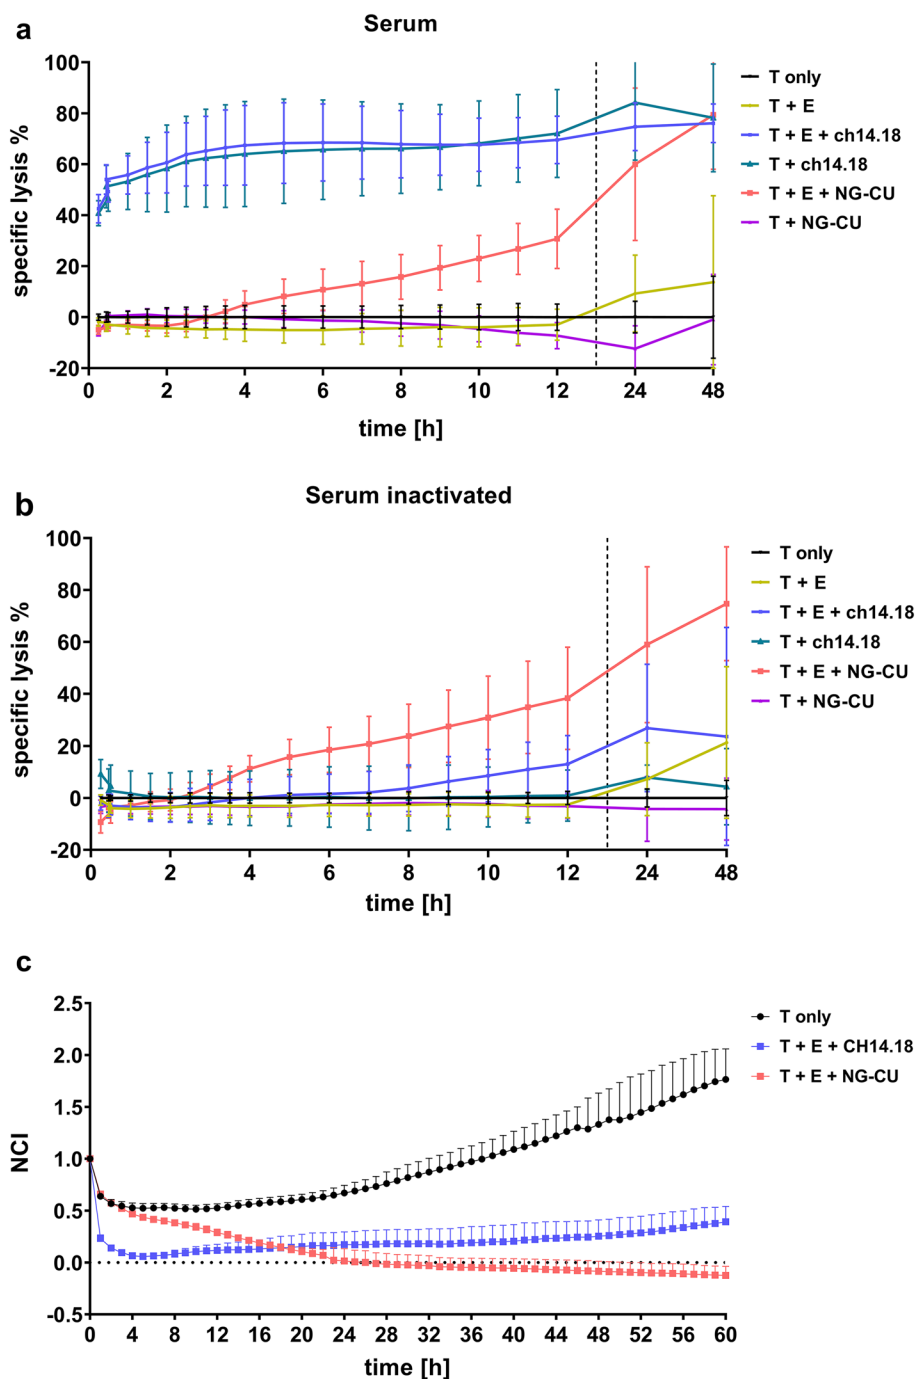 a
Serum
specific lysis %
100
80
60
40
20
0
-20
0 2 4 6 8 10 12 24 48
time [h]
T only
T + E
T + E + ch14.18
T + ch14.18
T + E + NG-CU
T + NG-CU
b
Serum inactivated
specific lysis %
100
80
60
40
20
0
-20
0 2 4 6 8 10 12 24 48
time [h]
T only
T + E
T + E + ch14.18
T + ch14.18
T + E + NG-CU
T + NG-CU
c
NCI
2.5
2.0
1.5
1.0
0.5
0.0
-0.5
0 4 8 12 16 20 24 28 32 36 40 44 48 52 56 60
time [h]
T only
T + E + CH14.18
T + E + NG-CU